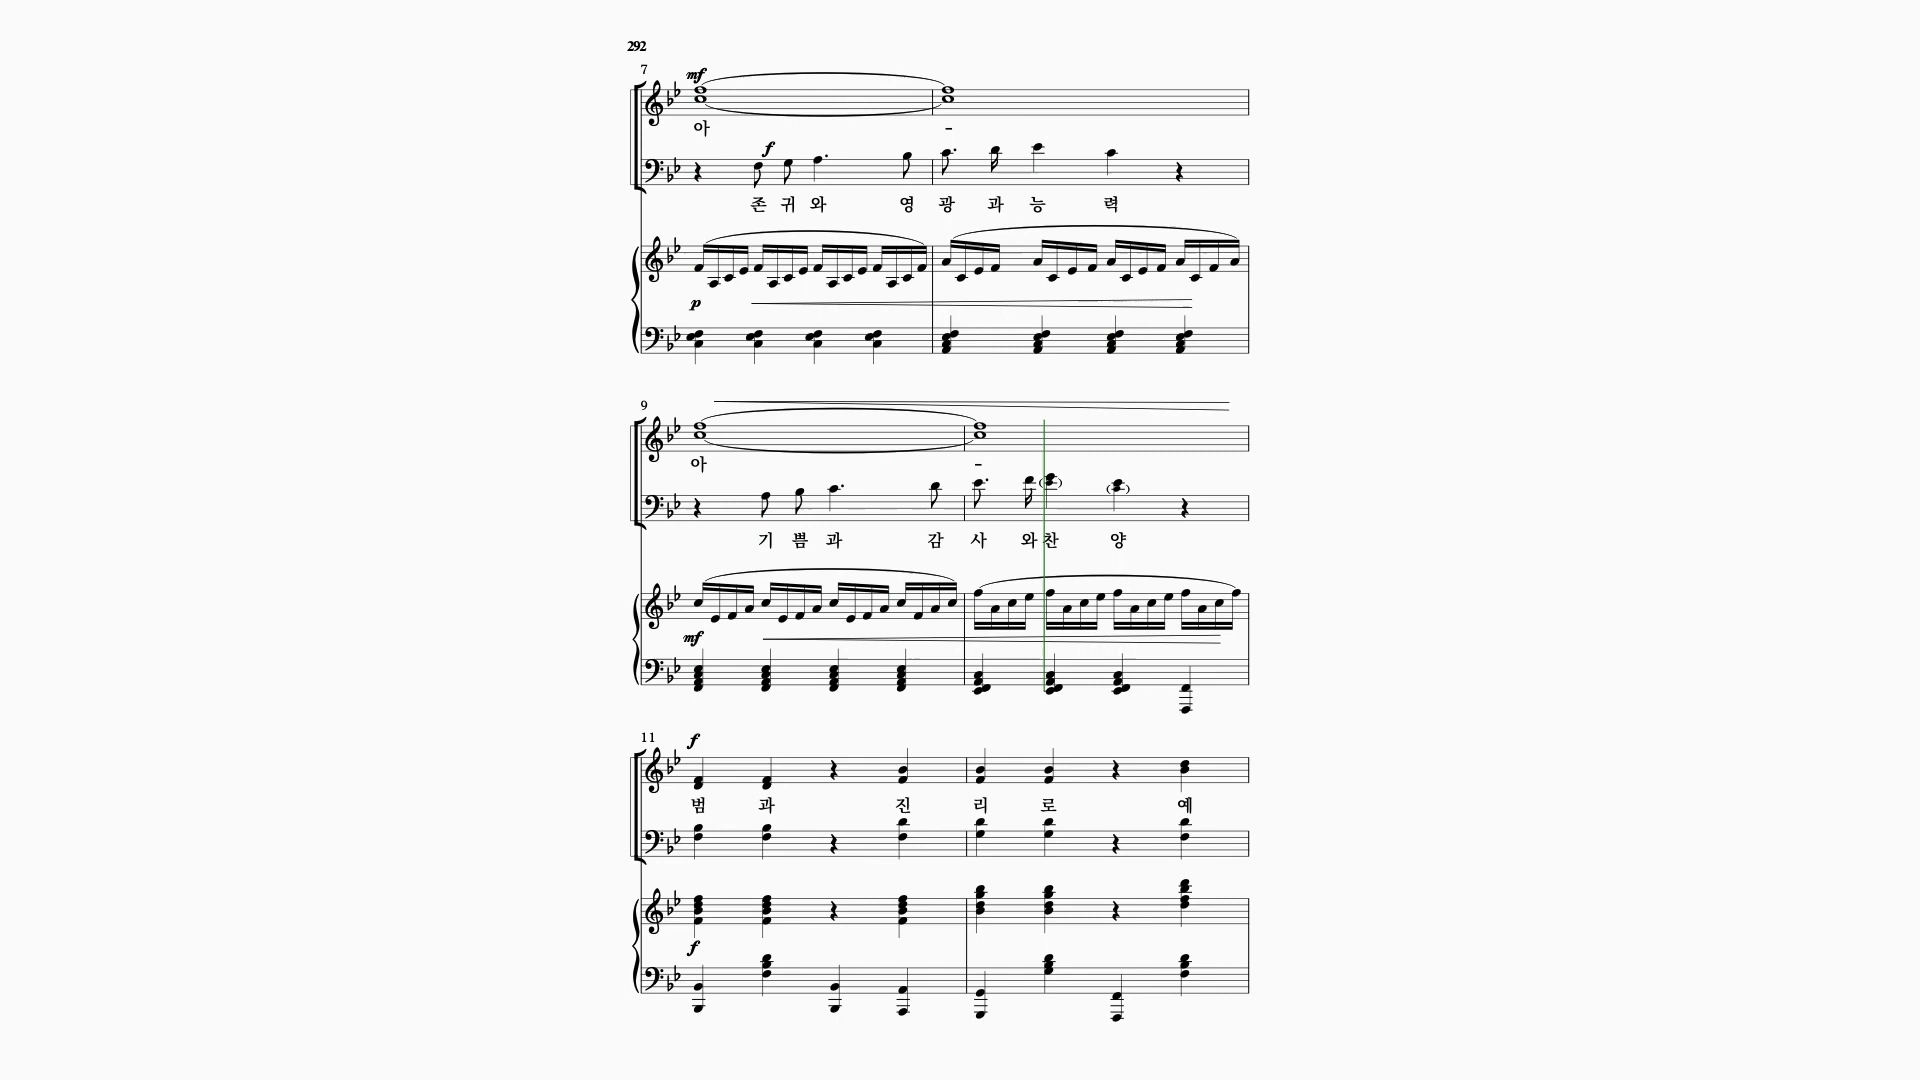 292
7
mf
아 -
f
존 귀 와 영 광 과 능 력
p
9
아 -
기 쁨 과 감 사 와 찬 양
mf
11
f
범 과 진 리 로 예
f